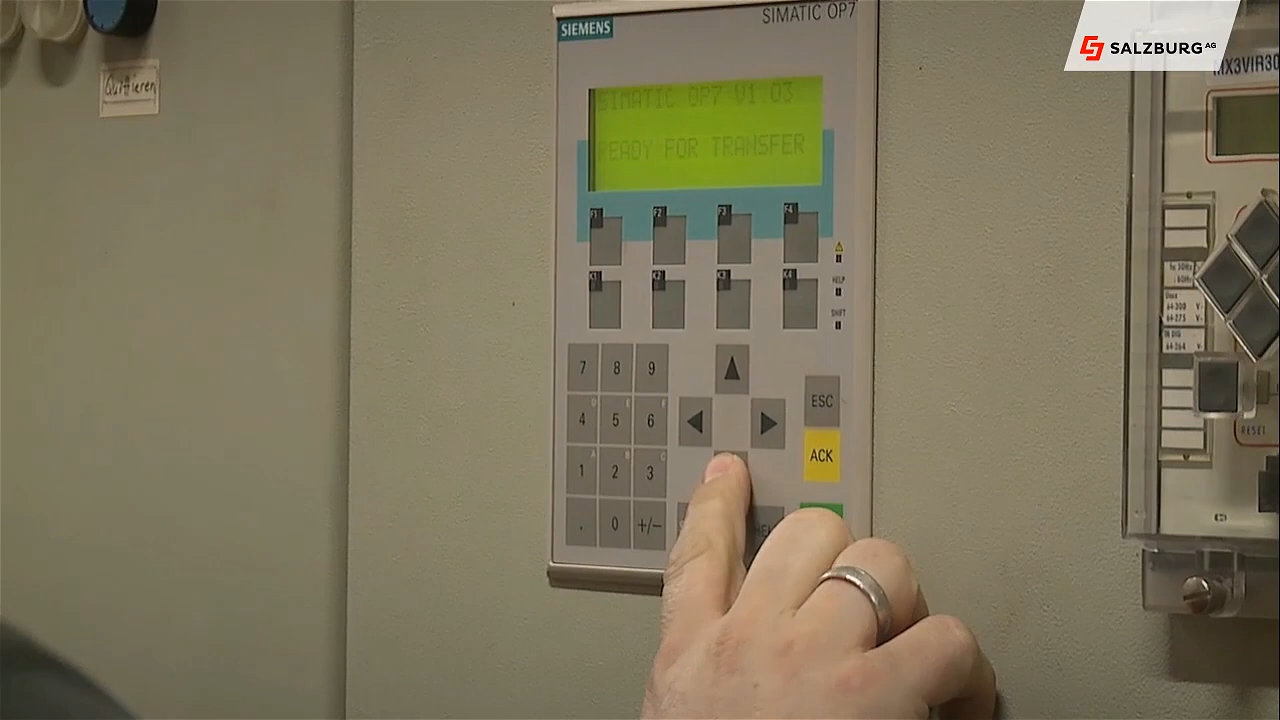 SIEMENS
SIMATIC OP7
SALZBURG AG
MX3VIR30
Quittieren
SIMATIC OP7 V1.03
READY FOR TRANSFER
F1 F2 F3 F4
K1 K2 K3 K4
HELP
SHIFT
7 8 9
D E F
4 5 6
A B C
1 2 3
. 0 +/−
ESC
ACK
RESET